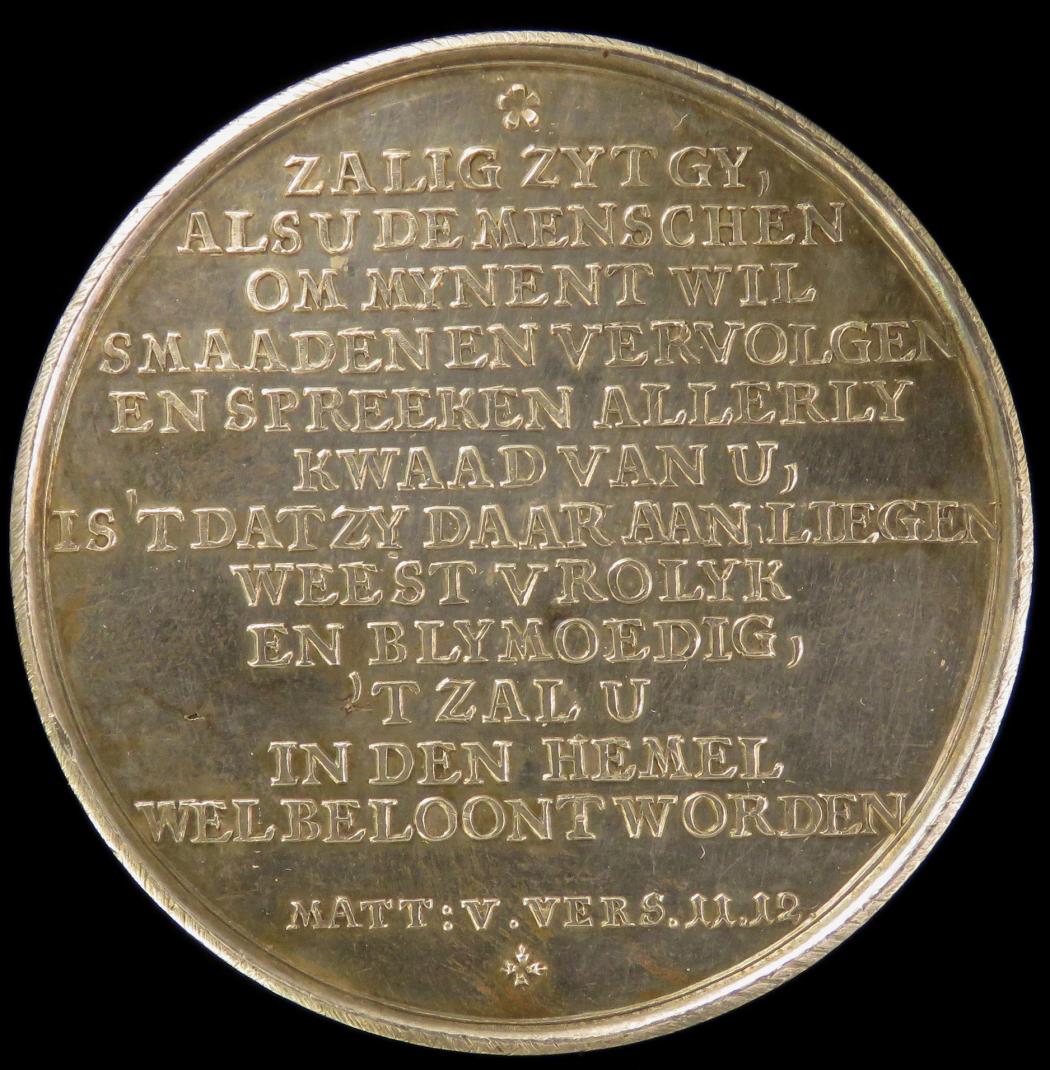 ZALIG ZYT GY,
ALS U DE MENSCHEN
OM MYNENT WIL
SMAADEN EN VERVOLGEN
EN SPREEKEN ALLERLY
KWAAD VAN U,
IS 'T DAT ZY DAAR AAN LIEGEN
WEEST VROLYK
EN BLYMOEDIG,
'T ZAL U
IN DEN HEMEL
WEL BELOONT WORDEN
MATT: V. VERS. 11.12.